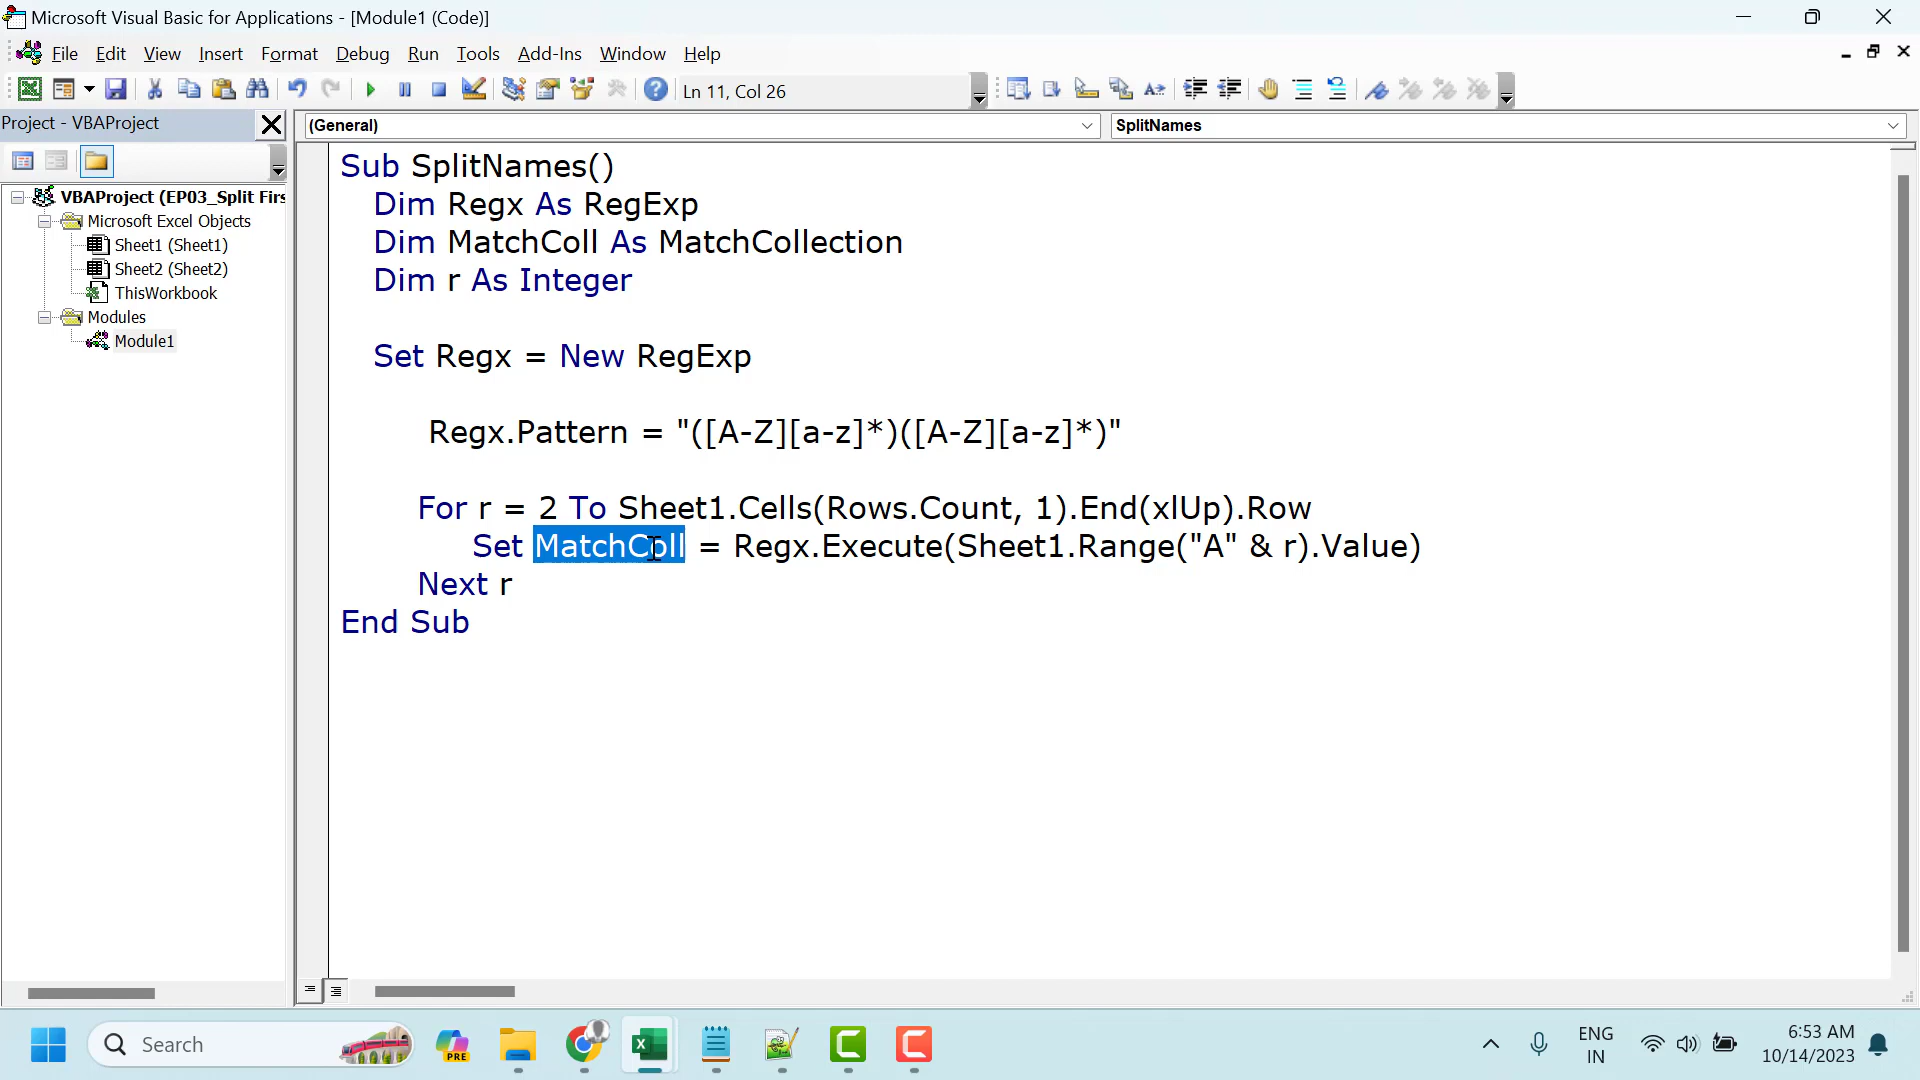 Microsoft Visual Basic for Applications - [Module1 (Code)]
File Edit View Insert Format Debug Run Tools Add-Ins Window Help
Ln 11, Col 26
Project - VBAProject
(General)
SplitNames
VBAProject (EP03_Split Firs
Microsoft Excel Objects
Sheet1 (Sheet1)
Sheet2 (Sheet2)
ThisWorkbook
Modules
Module1
Sub SplitNames()
Dim Regx As RegExp
Dim MatchColl As MatchCollection
Dim r As Integer
Set Regx = New RegExp
Regx.Pattern = "([A-Z][a-z]*)([A-Z][a-z]*)"
For r = 2 To Sheet1.Cells(Rows.Count, 1).End(xlUp).Row
Set MatchColl = Regx.Execute(Sheet1.Range("A" & r).Value)
Next r
End Sub
Search
PRE
ENG
IN
6:53 AM
10/14/2023